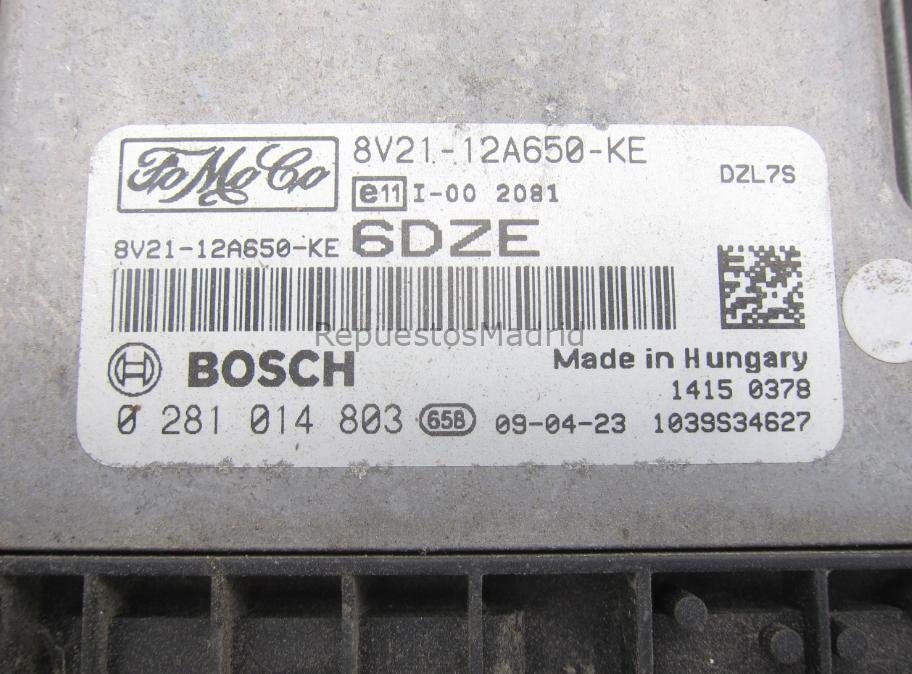 FoMoCo
8V21-12A650-KE
DZL7S
e11 I-00 2081
8V21-12A650-KE 6DZE
RepuestosMadrid
BOSCH
Made in Hungary
1415 0378
0 281 014 803 658 09-04-23 1039S34627